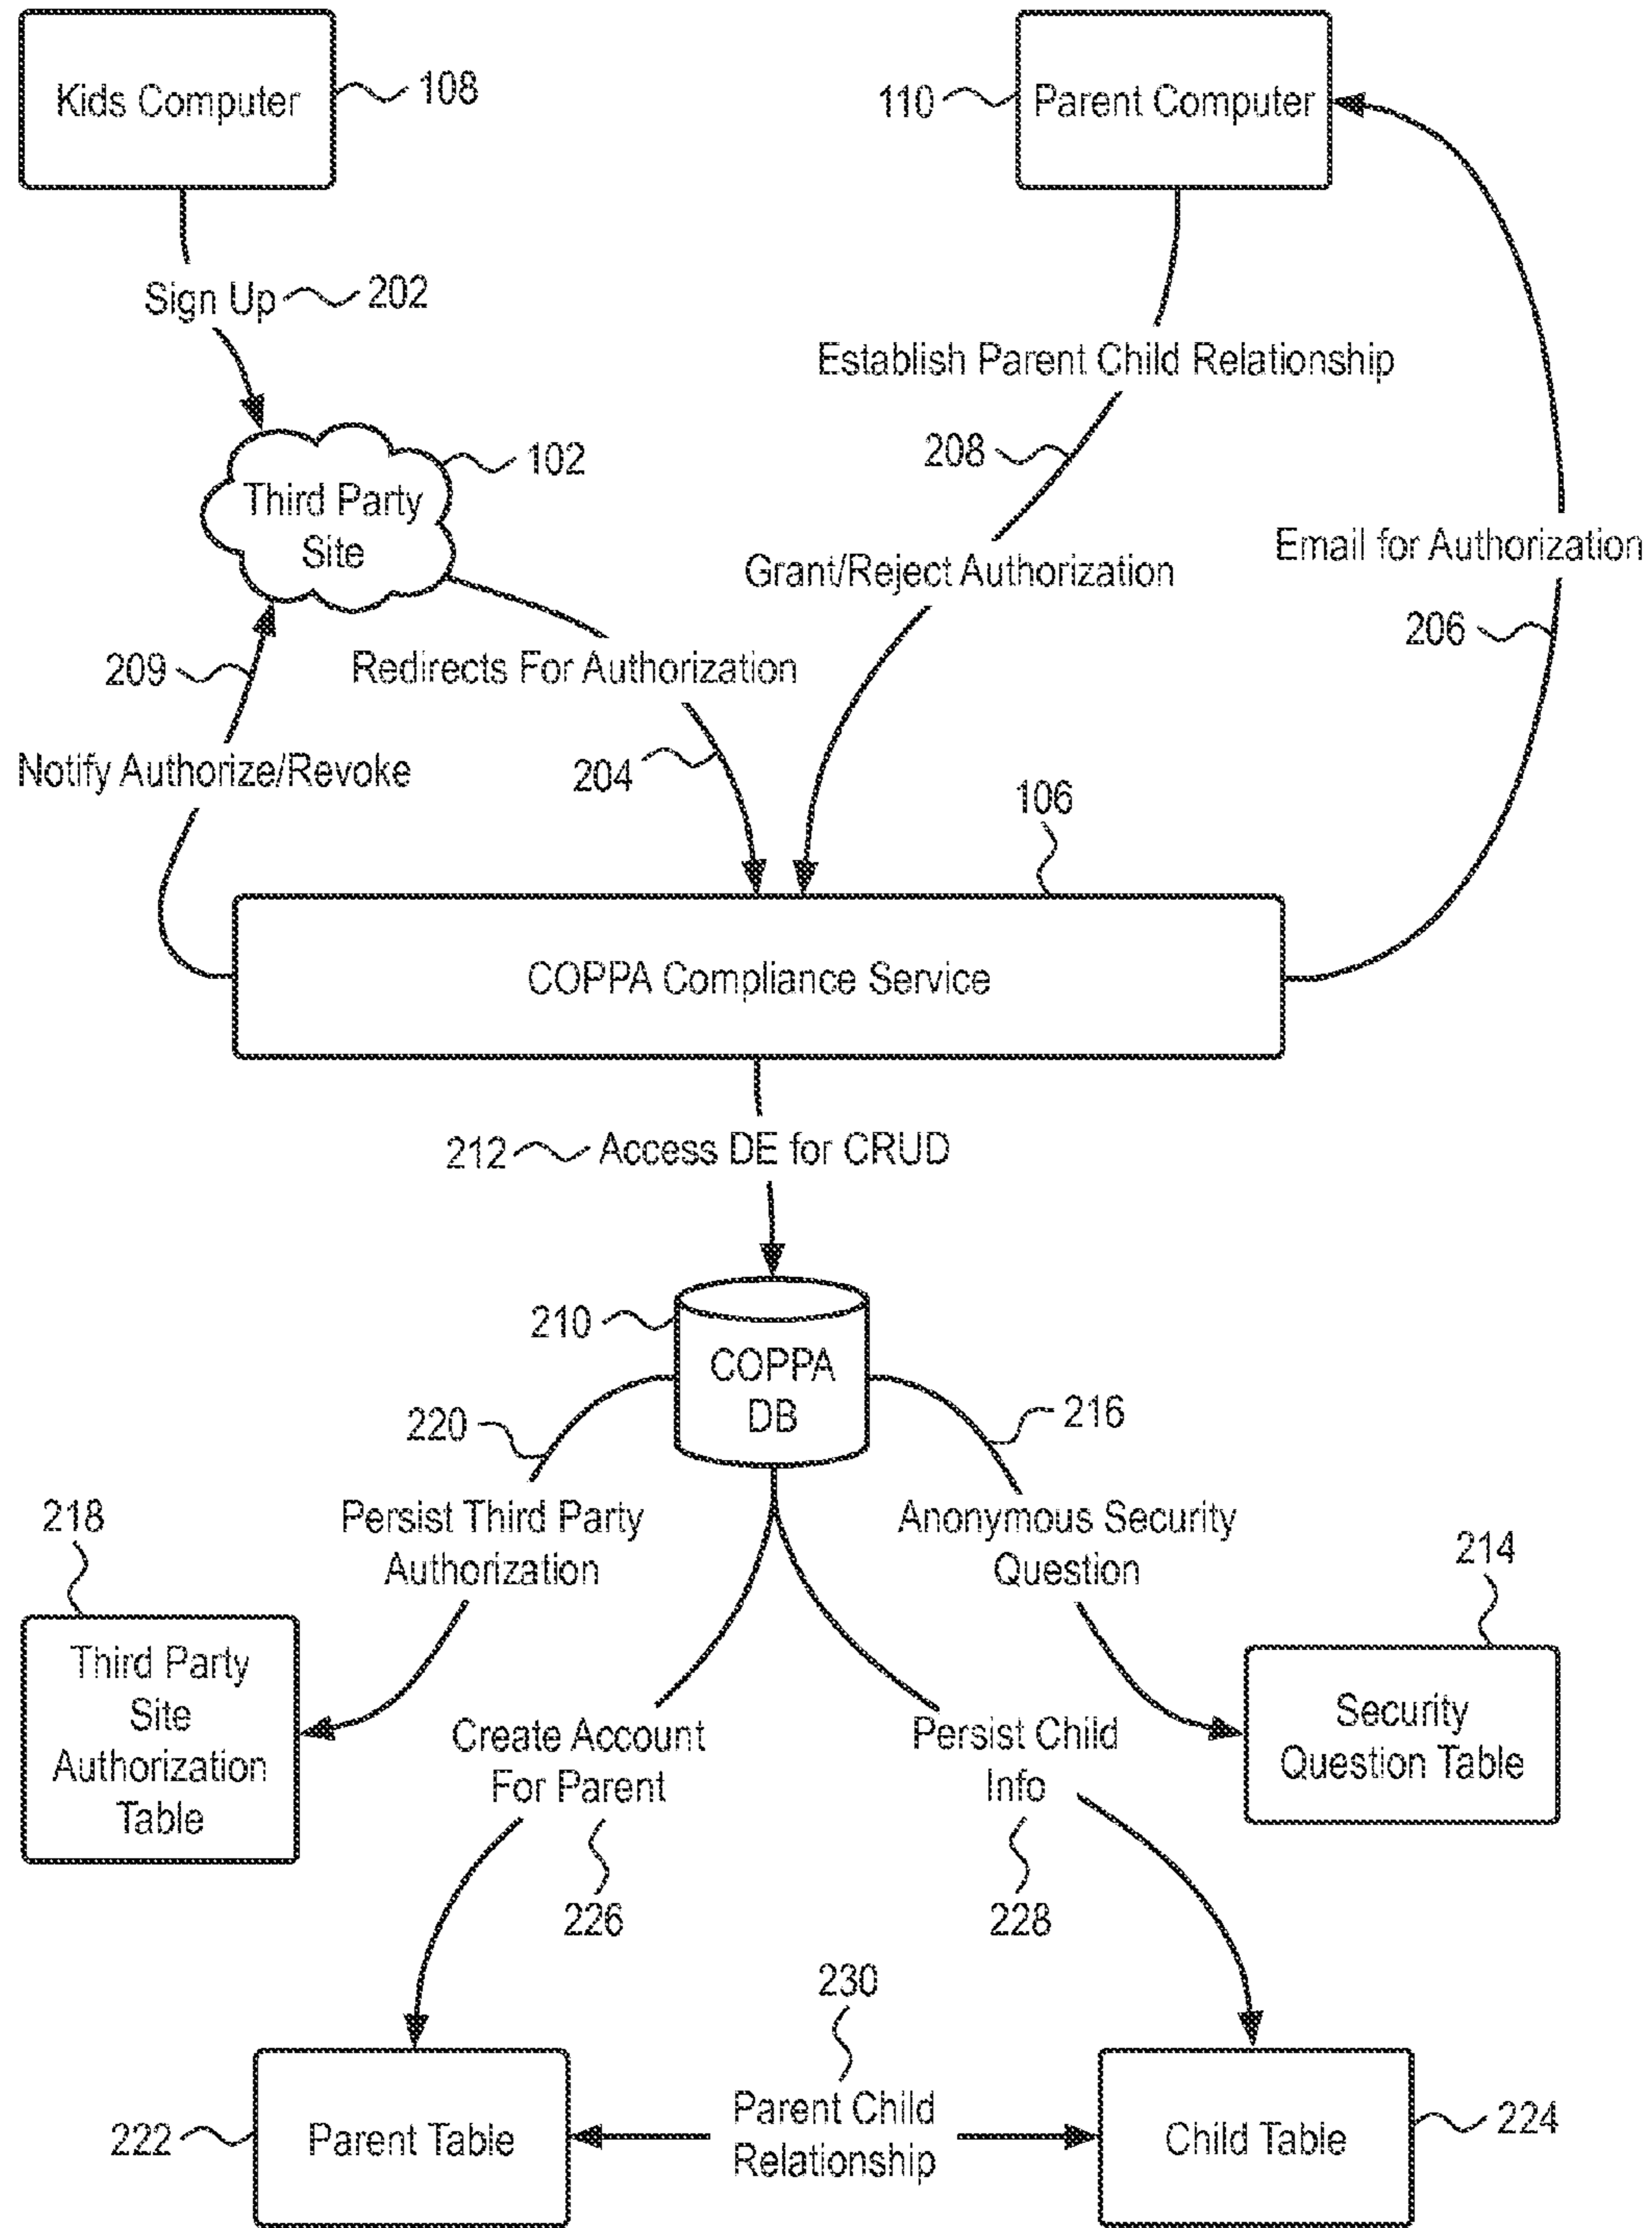 Kids Computer
108
110
Parent Computer
Sign Up
202
Establish Parent Child Relationship
102
208
Third Party
Site
Email for Authorization
Grant/Reject Authorization
206
209
Redirects For Authorization
Notify Authorize/Revoke
204
106
COPPA Compliance Service
212
Access DE for CRUD
210
COPPA
DB
220
216
218
Persist Third Party
Authorization
Anonymous Security
Question
214
Third Party
Site
Authorization
Table
Create Account
For Parent
Persist Child
Info
Security
Question Table
226
228
230
222
Parent Table
Parent Child
Relationship
Child Table
224